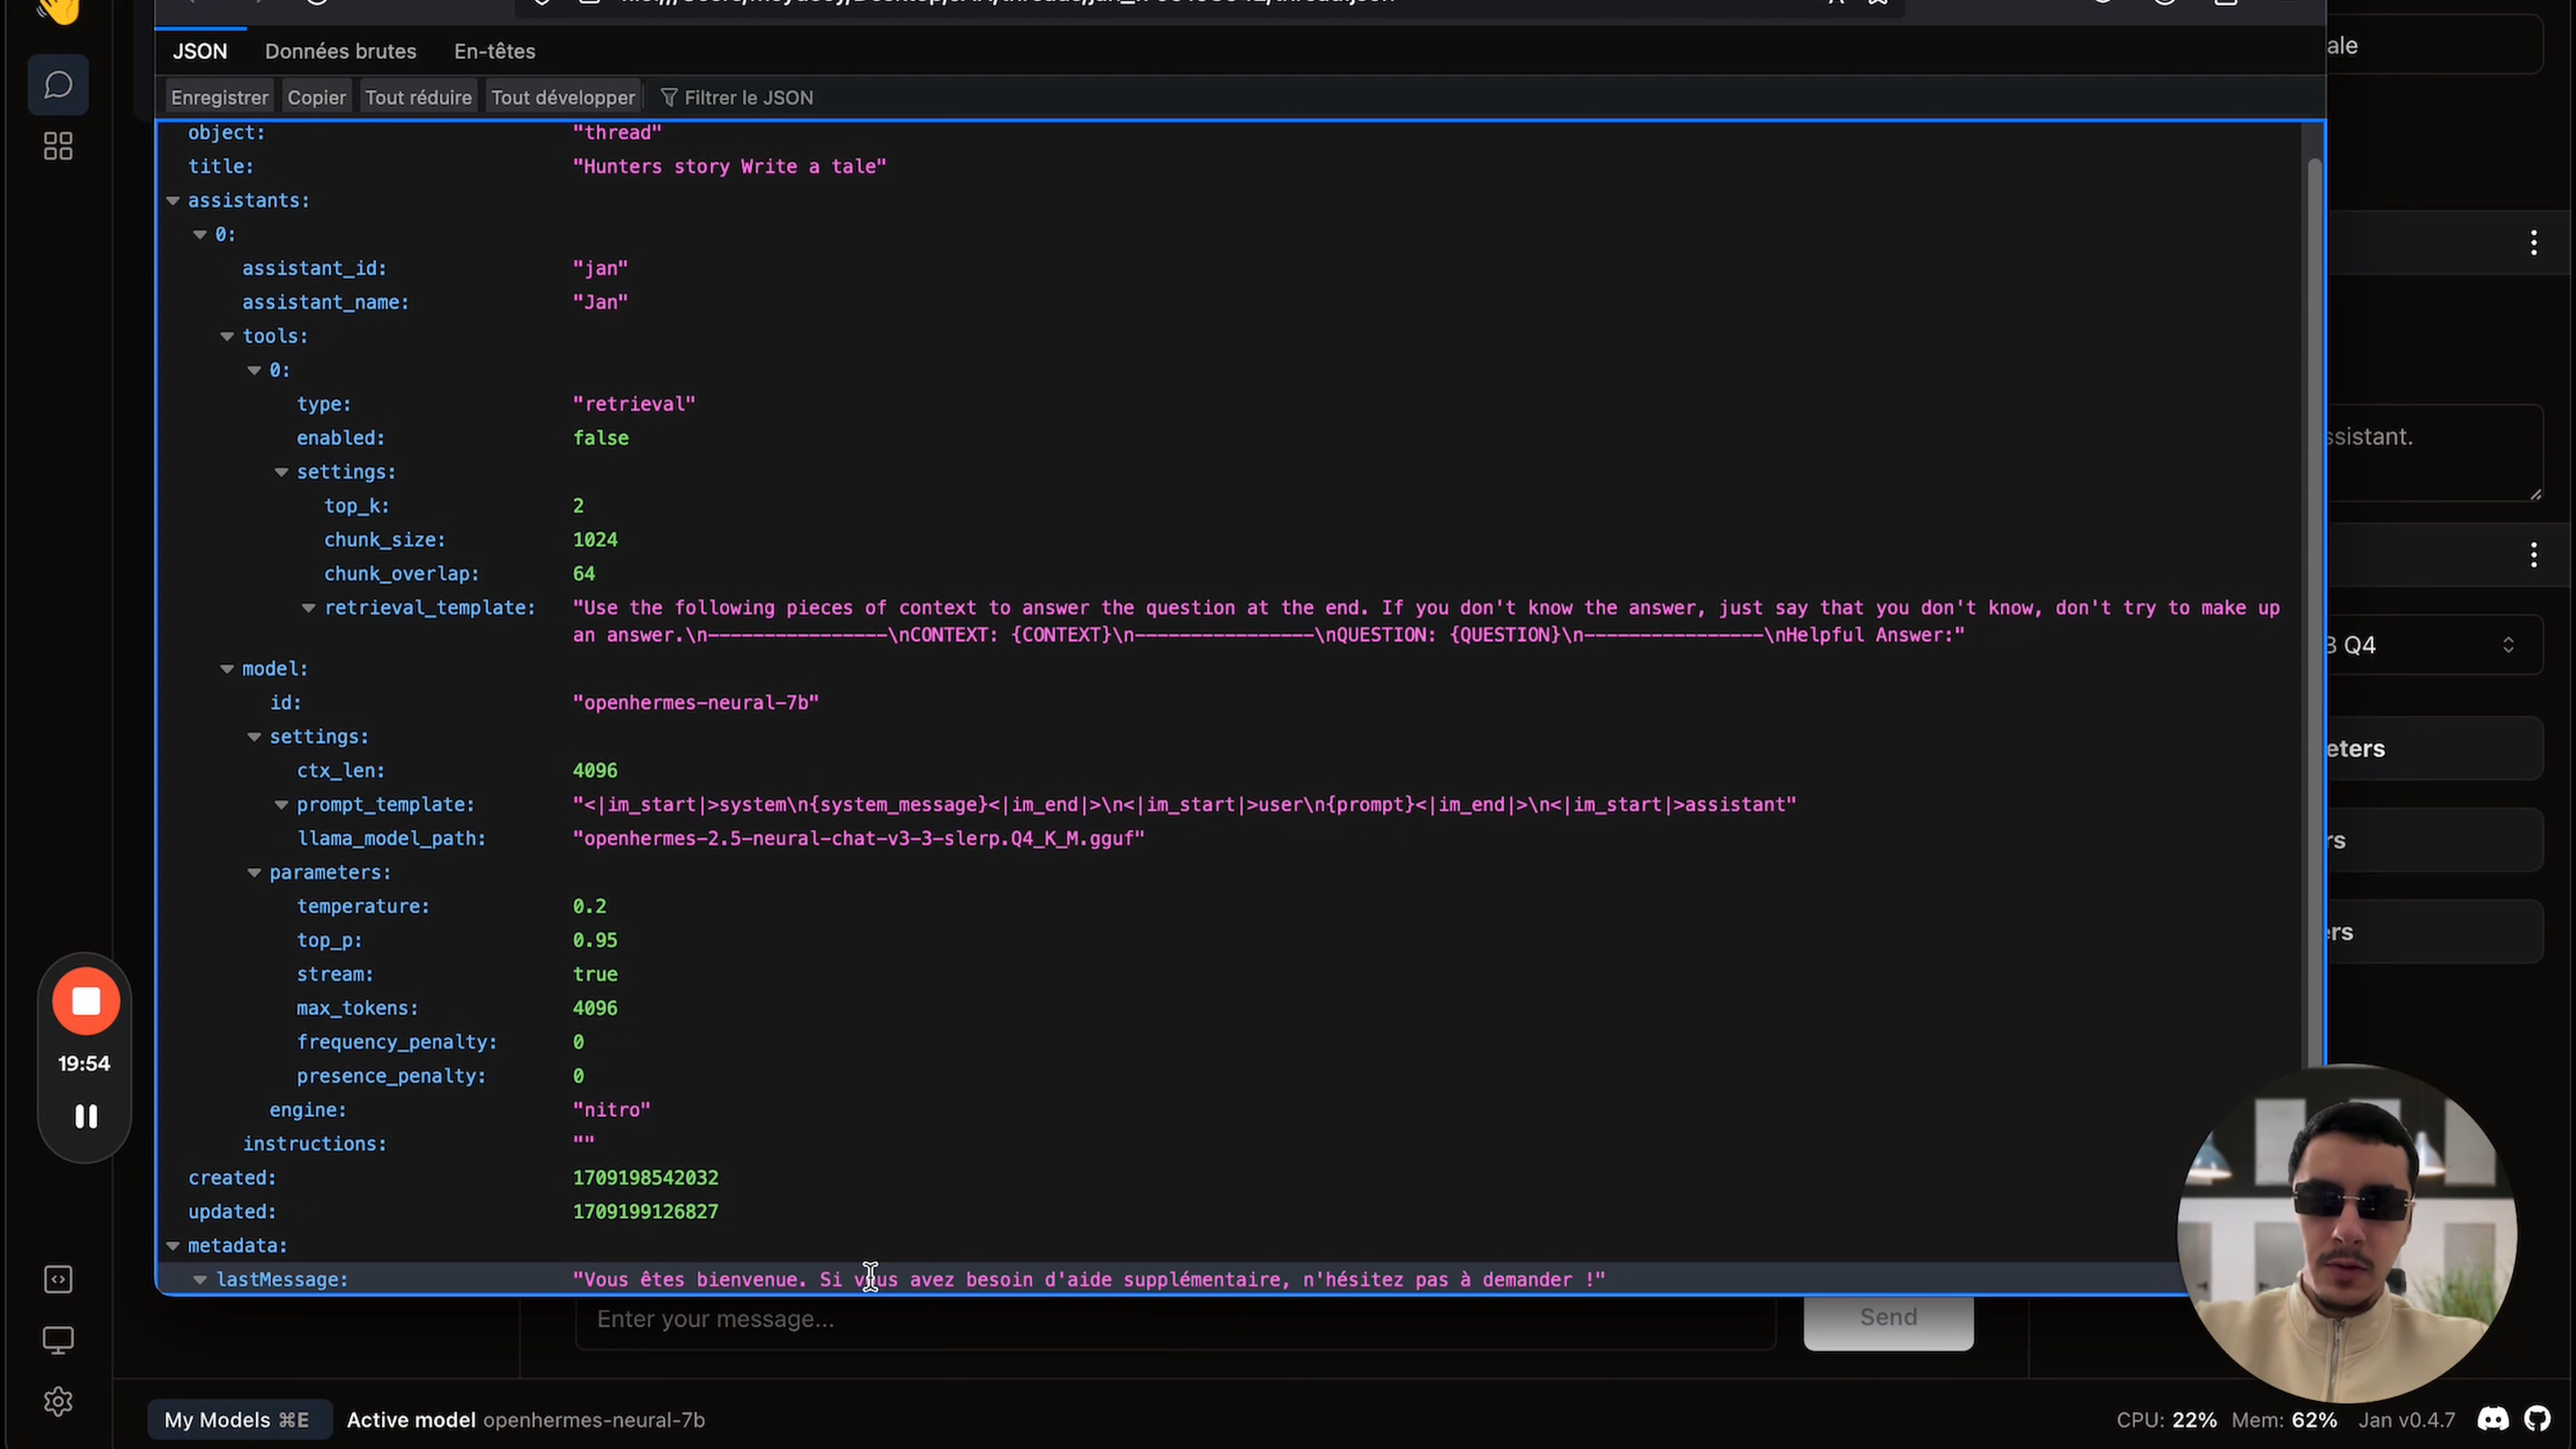 JSON Données brutes En-têtes
Enregistrer Copier Tout réduire Tout développer Filtrer le JSON
ale
object: "thread"
title: "Hunters story Write a tale"
assistants:
0:
assistant_id: "jan"
assistant_name: "Jan"
tools:
0:
type: "retrieval"
enabled: false
ssistant.
settings:
top_k: 2
chunk_size: 1024
chunk_overlap: 64
retrieval_template: "Use the following pieces of context to answer the question at the end. If you don't know the answer, just say that you don't know, don't try to make up
an answer.\n----------------\nCONTEXT: {CONTEXT}\n----------------\nQUESTION: {QUESTION}\n----------------\nHelpful Answer:"
B Q4
model:
id: "openhermes-neural-7b"
settings:
eters
ctx_len: 4096
prompt_template: "<|im_start|>system\n{system_message}<|im_end|>\n<|im_start|>user\n{prompt}<|im_end|>\n<|im_start|>assistant"
llama_model_path: "openhermes-2.5-neural-chat-v3-3-slerp.Q4_K_M.gguf"
rs
parameters:
temperature: 0.2
ers
top_p: 0.95
stream: true
max_tokens: 4096
frequency_penalty: 0
19:54
presence_penalty: 0
engine: "nitro"
instructions: ""
created: 1709198542032
updated: 1709199126827
metadata:
lastMessage: "Vous êtes bienvenue. Si vous avez besoin d'aide supplémentaire, n'hésitez pas à demander !"
Enter your message... Send
My Models ⌘E Active model openhermes-neural-7b CPU: 22% Mem: 62% Jan v0.4.7